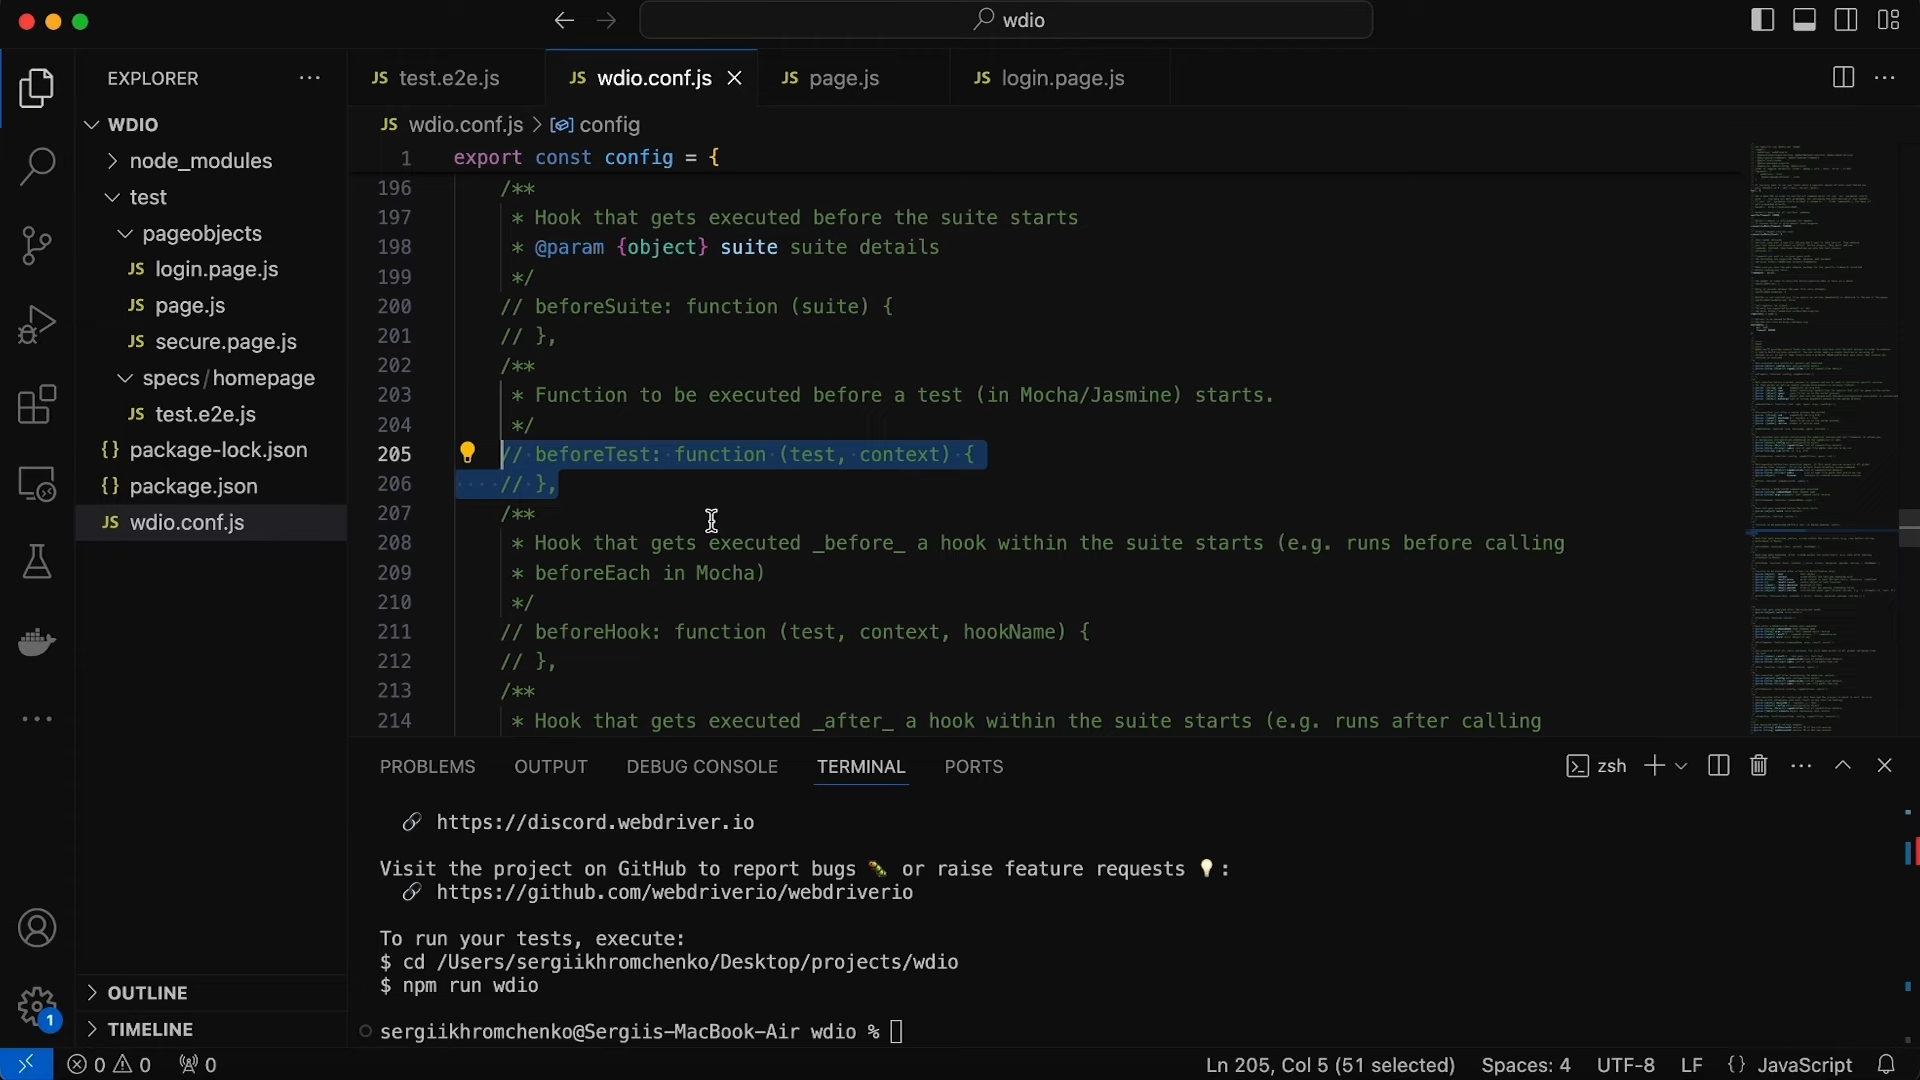 wdio
EXPLORER
WDIO
node_modules
test
pageobjects
JS login.page.js
JS page.js
JS secure.page.js
specs/homepage
JS test.e2e.js
{} package-lock.json
{} package.json
JS wdio.conf.js
OUTLINE
TIMELINE
1
JS test.e2e.js
JS wdio.conf.js
JS page.js
JS login.page.js
JS wdio.conf.js > config
1 export const config = {
196 /**
197 * Hook that gets executed before the suite starts
198 * @param {object} suite suite details
199 */
200 // beforeSuite: function (suite) {
201 // },
202 /**
203 * Function to be executed before a test (in Mocha/Jasmine) starts.
204 */
205 // beforeTest: function (test, context) {
206 // },
207 /**
208 * Hook that gets executed _before_ a hook within the suite starts (e.g. runs before calling
209 * beforeEach in Mocha)
210 */
211 // beforeHook: function (test, context, hookName) {
212 // },
213 /**
214 * Hook that gets executed _after_ a hook within the suite starts (e.g. runs after calling
PROBLEMS OUTPUT DEBUG CONSOLE TERMINAL PORTS
zsh
https://discord.webdriver.io
Visit the project on GitHub to report bugs 🐛 or raise feature requests 💡:
https://github.com/webdriverio/webdriverio
To run your tests, execute:
$ cd /Users/sergiikhromchenko/Desktop/projects/wdio
$ npm run wdio
sergiikhromchenko@Sergiis-MacBook-Air wdio %
0 0 0
Ln 205, Col 5 (51 selected) Spaces: 4 UTF-8 LF {} JavaScript